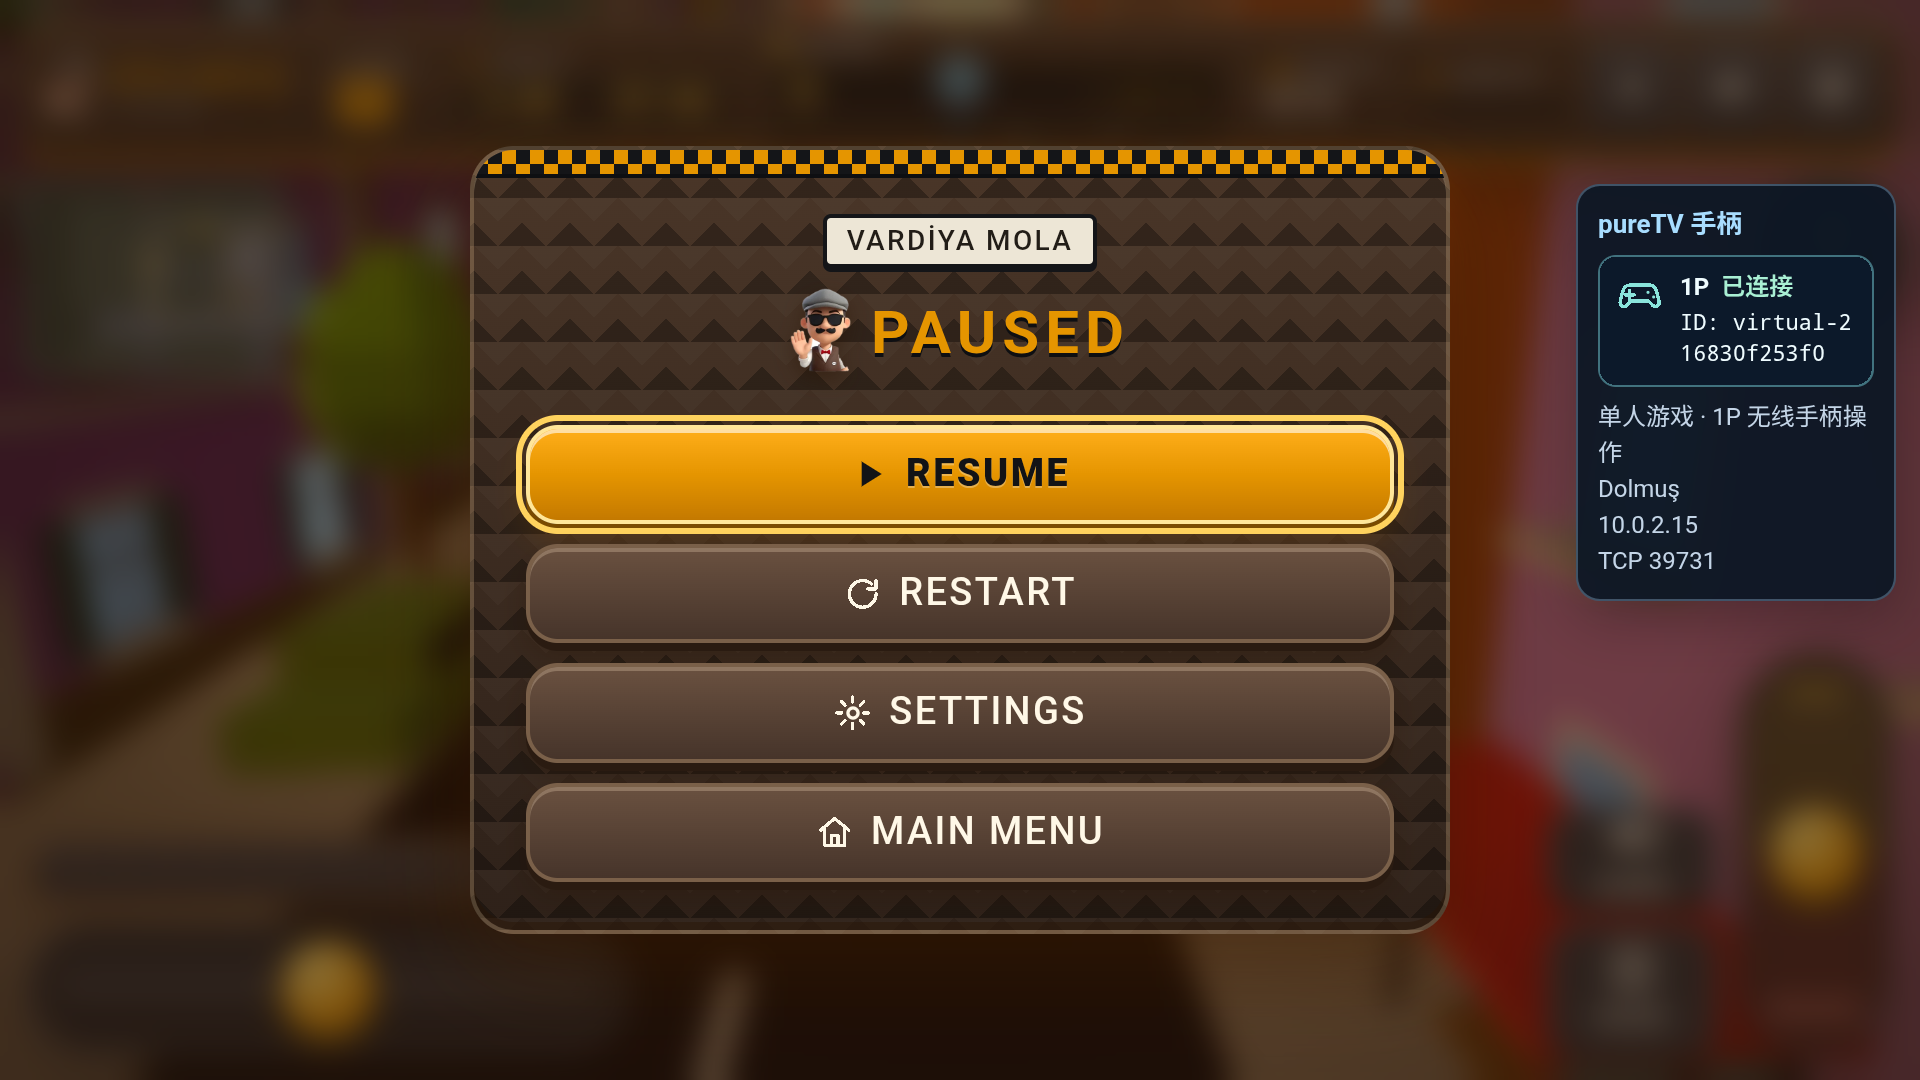 VARDİYA MOLA
PAUSED
RESUME
RESTART
SETTINGS
MAIN MENU
pureTV 手柄
1P 已连接
ID: virtual-2
16830f253f0
单人游戏 · 1P 无线手柄操
作
Dolmuş
10.0.2.15
TCP 39731